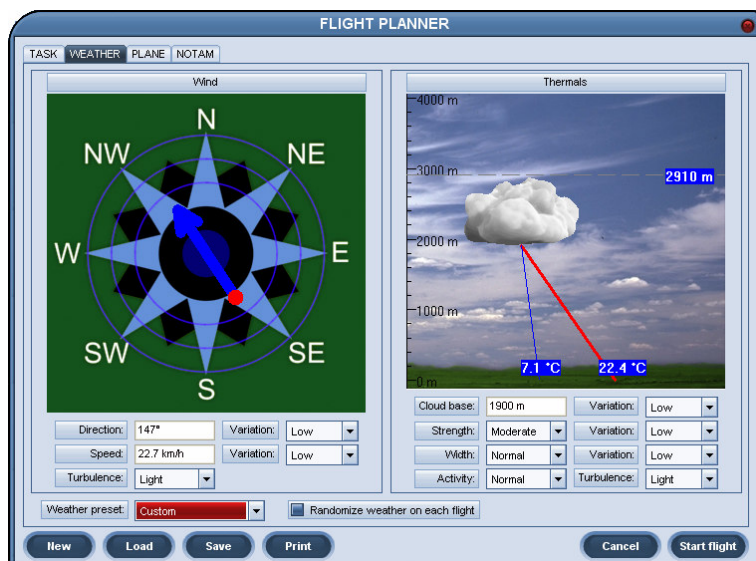 FLIGHT PLANNER
TASK WEATHER PLANE NOTAM
Wind
N
NW NE
W E
SW SE
S
Direction: 147° Variation: Low
Speed: 22.7 km/h Variation: Low
Turbulence: Light
Thermals
4000 m
3000 m
2910 m
2000 m
1000 m
7.1 °C 22.4 °C
0 m
Cloud base: 1900 m Variation: Low
Strength: Moderate Variation: Low
Width: Normal Variation: Low
Activity: Normal Turbulence: Light
Weather preset: Custom Randomize weather on each flight
New Load Save Print Cancel Start flight